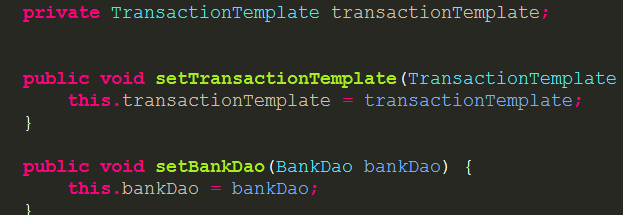 private TransactionTemplate transactionTemplate;
public void setTransactionTemplate(TransactionTemplate
this.transactionTemplate = transactionTemplate;
}
public void setBankDao(BankDao bankDao) {
this.bankDao = bankDao;
}